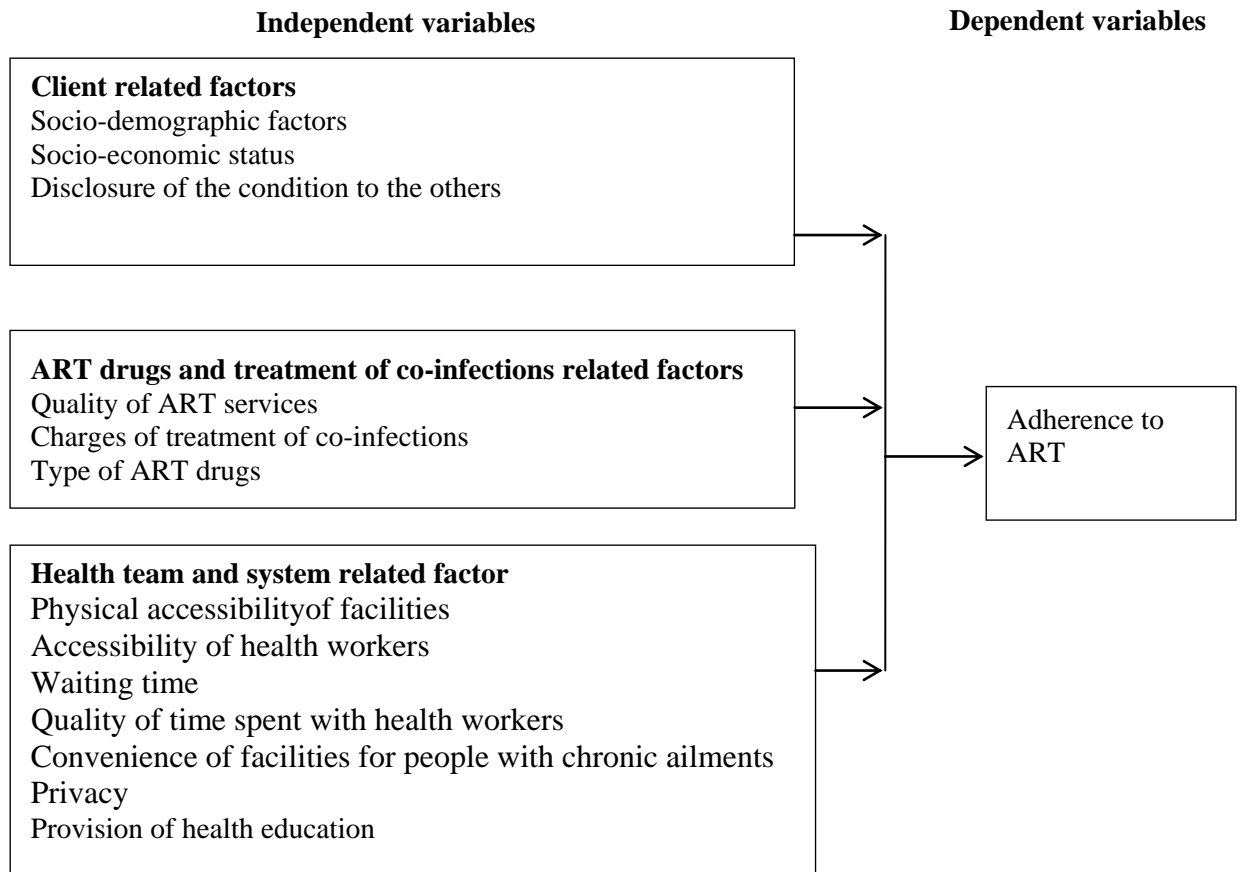 Independent variables
Dependent variables
Client related factors
Socio-demographic factors
Socio-economic status
Disclosure of the condition to the others
ART drugs and treatment of co-infections related factors
Quality of ART services
Charges of treatment of co-infections
Type of ART drugs
Adherence to
ART
Health team and system related factor
Physical accessibilityof facilities
Accessibility of health workers
Waiting time
Quality of time spent with health workers
Convenience of facilities for people with chronic ailments
Privacy
Provision of health education